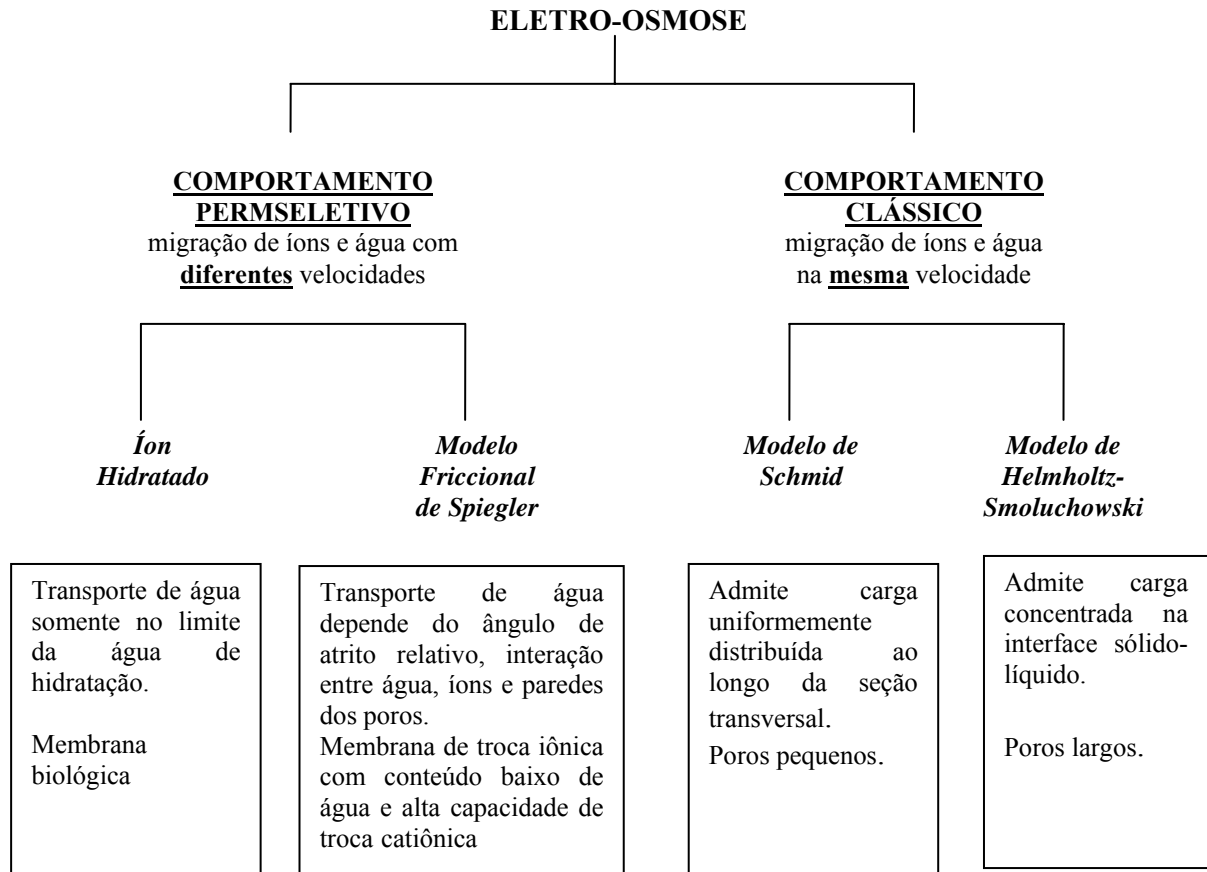 ELETRO-OSMOSE
COMPORTAMENTO
PERMSELETIVO
migração de íons e água com
diferentes velocidades
COMPORTAMENTO
CLÁSSICO
migração de íons e água
na mesma velocidade
Íon
Hidratado
Modelo
Friccional
de Spiegler
Modelo de
Schmid
Modelo de
Helmholtz-
Smoluchowski
Transporte de água
somente no limite
da água de
hidratação.
Membrana
biológica
Transporte de água
depende do ângulo de
atrito relativo, interação
entre água, íons e paredes
dos poros.
Membrana de troca iônica
com conteúdo baixo de
água e alta capacidade de
troca catiônica
Admite carga
uniformemente
distribuída ao
longo da seção
transversal.
Poros pequenos.
Admite carga
concentrada na
interface sólido-
líquido.
Poros largos.